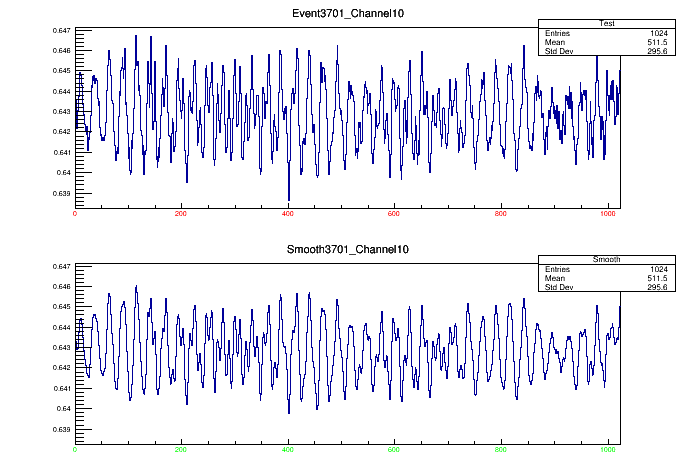 Event3701_Channel10
Test
Entries 1024
Mean 511.5
Std Dev 295.6
0.647
0.646
0.645
0.644
0.643
0.642
0.641
0.64
0.639
0 200 400 600 800 1000
Smooth3701_Channel10
Smooth
Entries 1024
Mean 511.5
Std Dev 295.6
0.647
0.646
0.645
0.644
0.643
0.642
0.641
0.64
0.639
0 200 400 600 800 1000